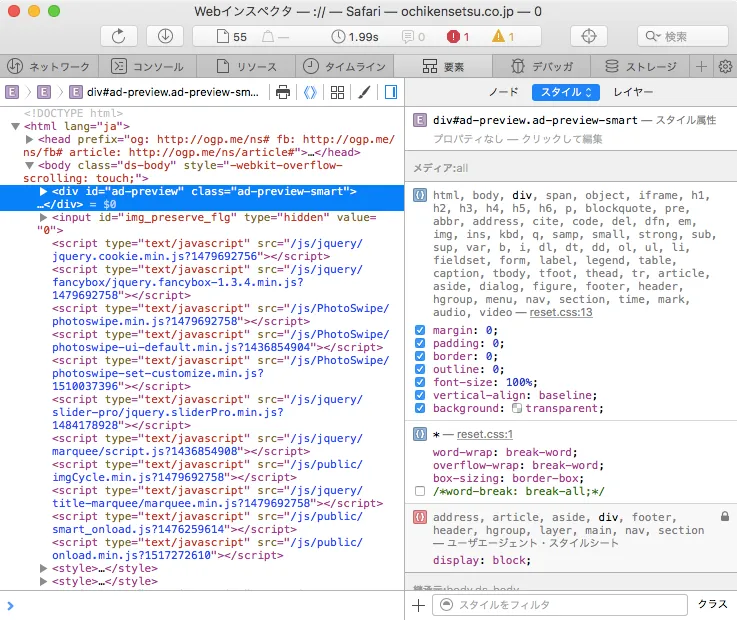 Webインスペクタ — :// — Safari — ochikensetsu.co.jp — 0
55
—
1.99s
0
1
1
検索
ネットワーク
コンソール
リソース
タイムライン
要素
デバッガ
ストレージ
E
E
E div#ad-preview.ad-preview-sm...
ノード
スタイル
レイヤー
<!DOCTYPE html>
<html lang="ja">
<head prefix="og: http://ogp.me/ns# fb: http://ogp.me/
ns/fb# article: http://ogp.me/ns/article#">…</head>
<body class="ds-body" style="-webkit-overflow-
scrolling: touch;">
<div id="ad-preview" class="ad-preview-smart">
…</div> = $0
<input id="img_preserve_flg" type="hidden" value=
"0">
<script type="text/javascript" src="/js/jquery/
jquery.cookie.min.js?1479692756"></script>
<script type="text/javascript" src="/js/jquery/
fancybox/jquery.fancybox-1.3.4.min.js?
1479692758"></script>
<script type="text/javascript" src="/js/PhotoSwipe/
photoswipe.min.js?1479692758"></script>
<script type="text/javascript" src="/js/PhotoSwipe/
photoswipe-ui-default.min.js?1436854904"></script>
<script type="text/javascript" src="/js/PhotoSwipe/
photoswipe-set-customize.min.js?
1510037396"></script>
<script type="text/javascript" src="/js/jquery/
slider-pro/jquery.sliderPro.min.js?
1484178928"></script>
<script type="text/javascript" src="/js/jquery/
marquee/script.js?1436854908"></script>
<script type="text/javascript" src="/js/public/
imgCycle.min.js?1479692758"></script>
<script type="text/javascript" src="/js/jquery/
title-marquee/marquee.min.js?1479692758"></script>
<script type="text/javascript" src="/js/public/
smart_onload.js?1476259614"></script>
<script type="text/javascript" src="/js/public/
onload.min.js?1517272610"></script>
<style>…</style>
<style>…</style>
E div#ad-preview.ad-preview-smart — スタイル属性
プロパティなし — クリックして編集
メディア:all
html, body, div, span, object, iframe, h1,
h2, h3, h4, h5, h6, p, blockquote, pre,
abbr, address, cite, code, del, dfn, em,
img, ins, kbd, q, samp, small, strong, sub,
sup, var, b, i, dl, dt, dd, ol, ul, li,
fieldset, form, label, legend, table,
caption, tbody, tfoot, thead, tr, article,
aside, dialog, figure, footer, header,
hgroup, menu, nav, section, time, mark,
audio, video — reset.css:13
margin: 0;
padding: 0;
border: 0;
outline: 0;
font-size: 100%;
vertical-align: baseline;
background: transparent;
* — reset.css:1
word-wrap: break-word;
overflow-wrap: break-word;
box-sizing: border-box;
/*word-break: break-all;*/
address, article, aside, div, footer,
header, hgroup, layer, main, nav, section
— ユーザエージェント・スタイルシート
display: block;
スタイルをフィルタ
クラス